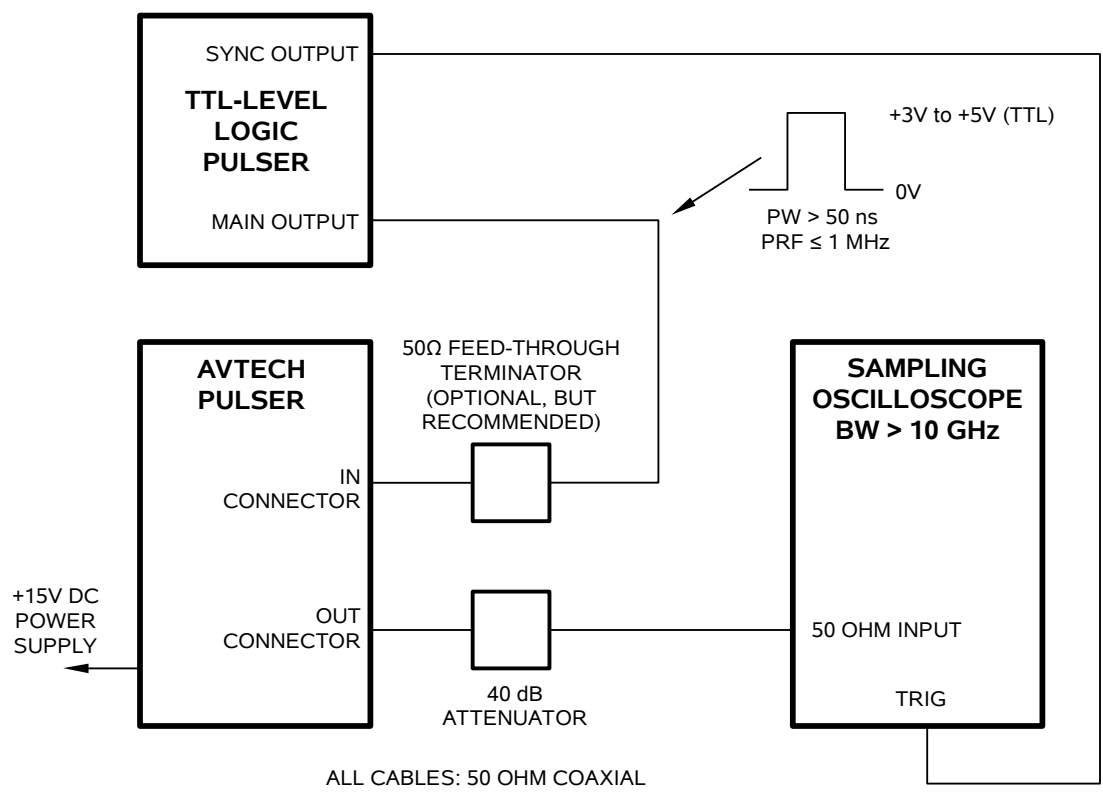 SYNC OUTPUT
TTL-LEVEL
LOGIC
PULSER
MAIN OUTPUT
+3V to +5V (TTL)
0V
PW > 50 ns
PRF ≤ 1 MHz
AVTECH
PULSER
IN
CONNECTOR
OUT
CONNECTOR
+15V DC
POWER
SUPPLY
50Ω FEED-THROUGH
TERMINATOR
(OPTIONAL, BUT
RECOMMENDED)
40 dB
ATTENUATOR
SAMPLING
OSCILLOSCOPE
BW > 10 GHz
50 OHM INPUT
TRIG
ALL CABLES: 50 OHM COAXIAL